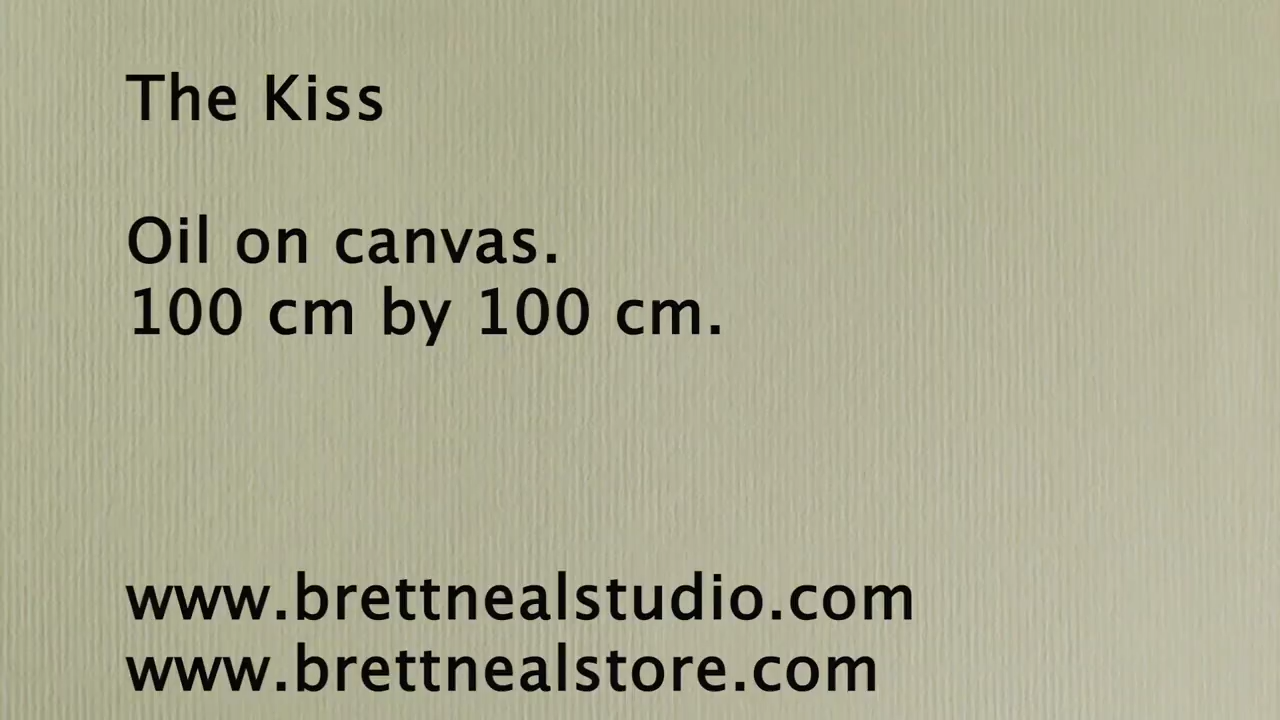 The Kiss
Oil on canvas.
100 cm by 100 cm.
www.brettnealstudio.com
www.brettnealstore.com